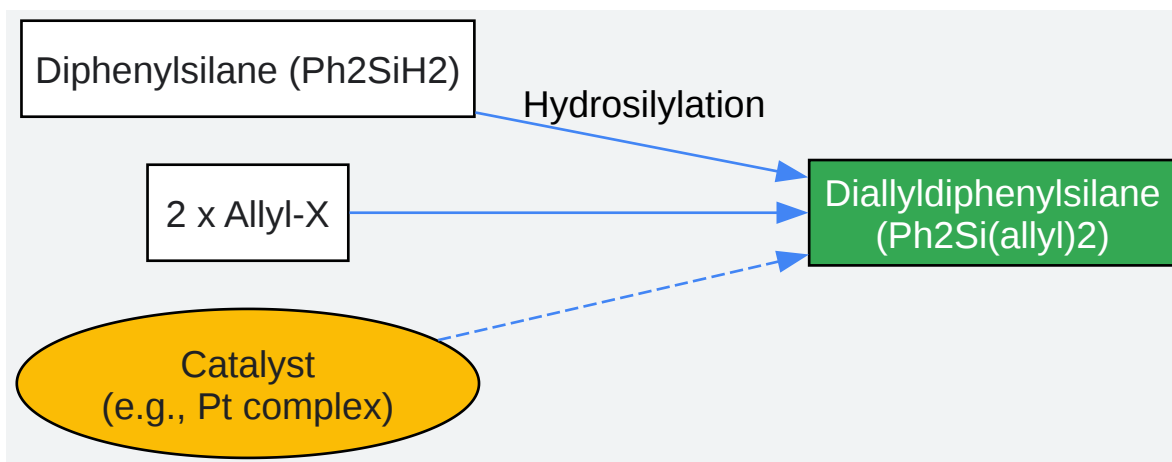 Diphenylsilane (Ph2SiH2)
Hydrosilylation
2 x Allyl-X
Diallyldiphenylsilane
(Ph2Si(allyl)2)
Catalyst
(e.g., Pt complex)